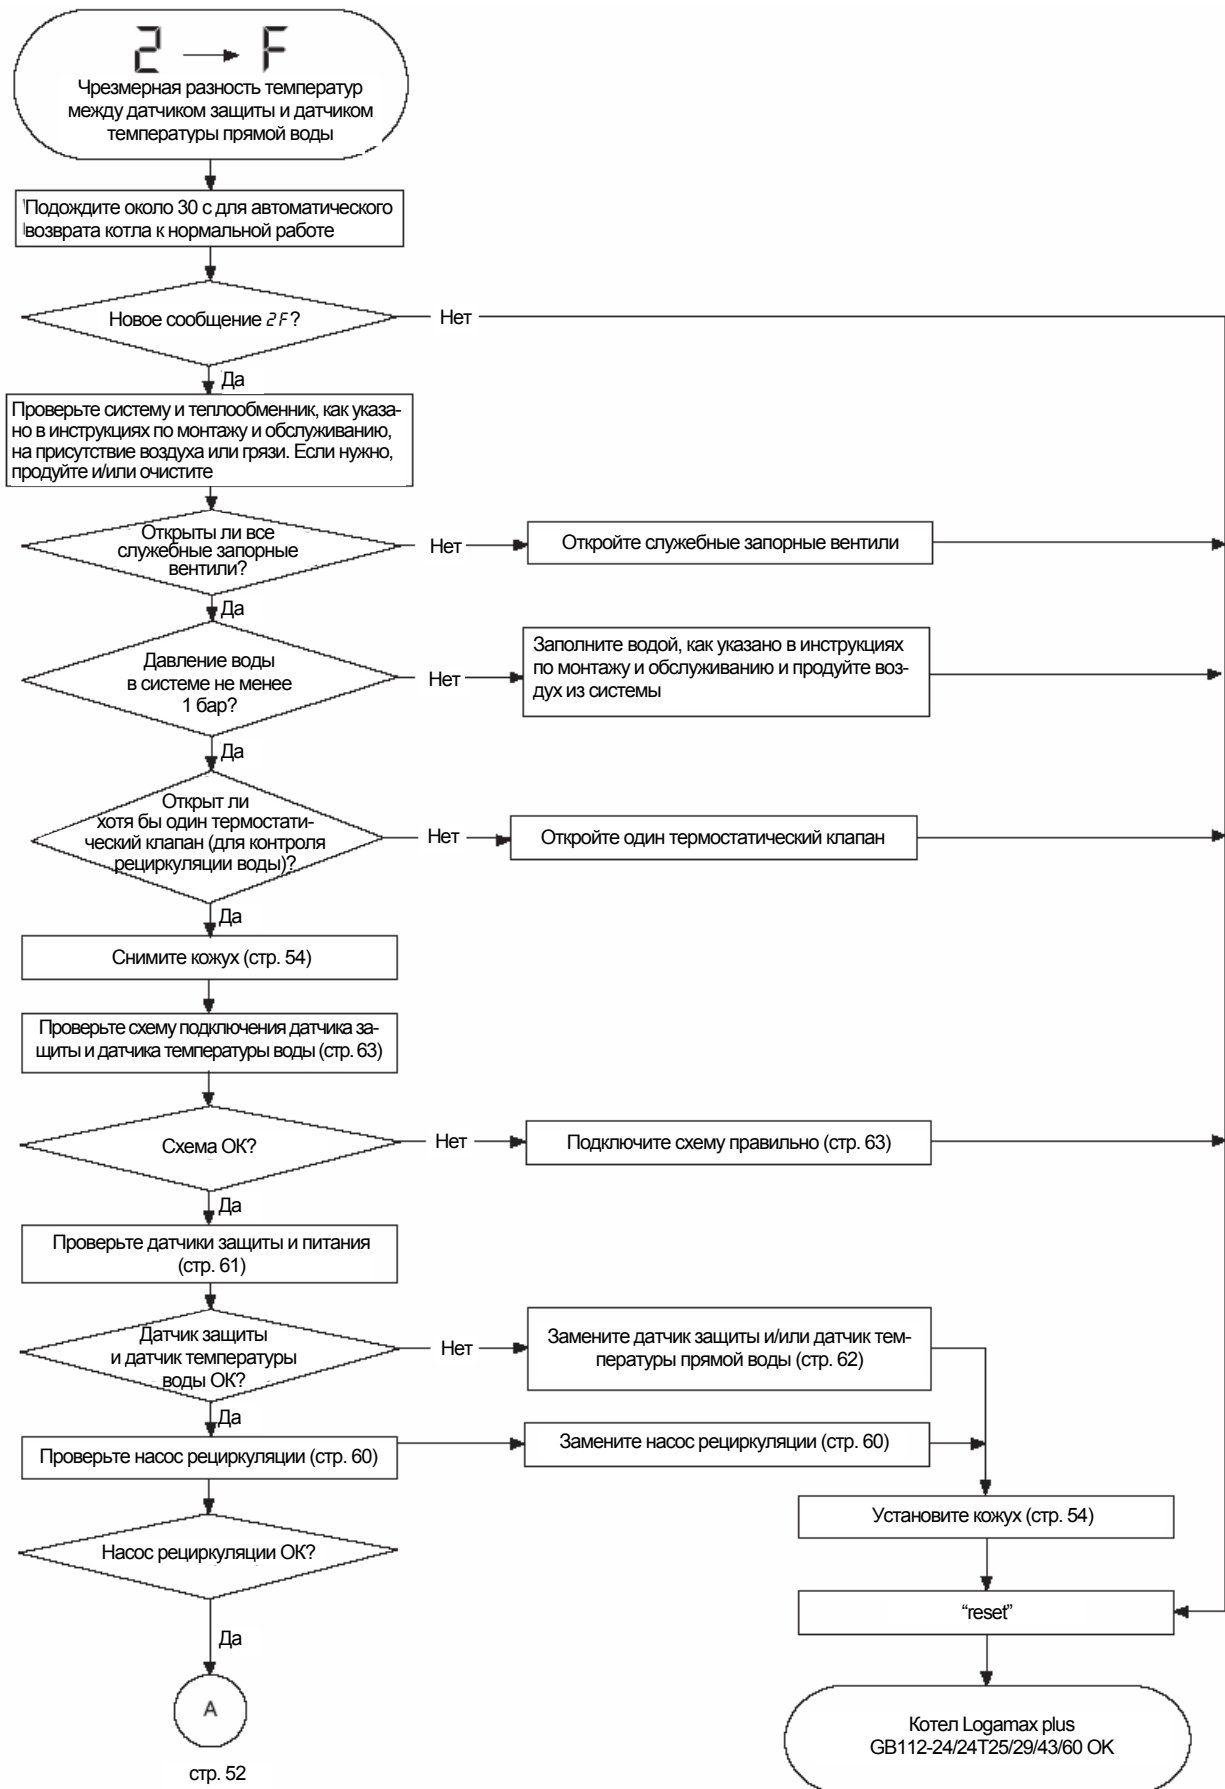 2 → F
Чрезмерная разность температур
между датчиком защиты и датчиком
температуры прямой воды
Подождите около 30 с для автоматического
возврата котла к нормальной работе
Новое сообщение 2F?
Нет
Да
Проверьте систему и теплообменник, как указа-
но в инструкциях по монтажу и обслуживанию,
на присутствие воздуха или грязи. Если нужно,
продуйте и/или очистите
Открыты ли все
служебные запорные
вентили?
Нет
Откройте служебные запорные вентили
Да
Давление воды
в системе не менее
1 бар?
Нет
Заполните водой, как указано в инструкциях
по монтажу и обслуживанию и продуйте воз-
дух из системы
Да
Открыт ли
хотя бы один термостати-
ческий клапан (для контроля
рециркуляции воды)?
Нет
Откройте один термостатический клапан
Да
Снимите кожух (стр. 54)
Проверьте схему подключения датчика за-
щиты и датчика температуры воды (стр. 63)
Схема ОК?
Нет
Подключите схему правильно (стр. 63)
Да
Проверьте датчики защиты и питания
(стр. 61)
Датчик защиты
и датчик температуры
воды ОК?
Нет
Замените датчик защиты и/или датчик тем-
пературы прямой воды (стр. 62)
Да
Проверьте насос рециркуляции (стр. 60)
Замените насос рециркуляции (стр. 60)
Установите кожух (стр. 54)
Насос рециркуляции ОК?
“reset”
Да
A
стр. 52
Котел Logamax plus
GB112-24/24T25/29/43/60 OK